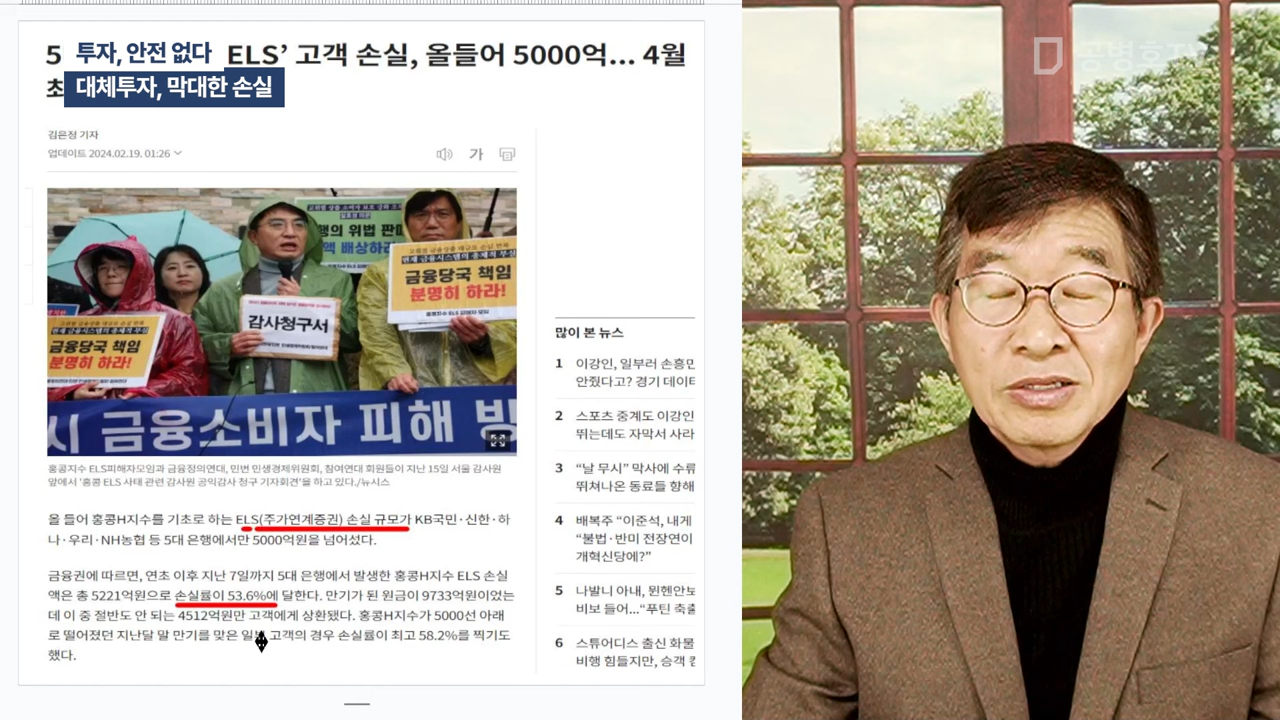 5
투자, 안전 없다
ELS’ 고객 손실, 올들어 5000억... 4월
대체투자, 막대한 손실
공병호TV
김은정 기자
업데이트 2024.02.19. 01:26
가
행의 위법 판매
액 배상하라
감사청구서
금융당국 책임
분명히 하라!
금융당국 책임
분명히 하라!
시 금융소비자 피해 방
홍콩지수 ELS피해자모임과 금융정의연대, 민변 민생경제위원회, 참여연대 회원들이 지난 15일 서울 감사원
앞에서 '홍콩 ELS 사태 관련 감사원 공익감사 청구 기자회견'을 하고 있다./뉴시스
올 들어 홍콩H지수를 기초로 하는 ELS(주가연계증권) 손실 규모가 KB국민·신한·하
나·우리·NH농협 등 5대 은행에서만 5000억원을 넘어섰다.
금융권에 따르면, 연초 이후 지난 7일까지 5대 은행에서 발생한 홍콩H지수 ELS 손실
액은 총 5221억원으로 손실률이 53.6%에 달한다. 만기가 된 원금이 9733억원이었는
데 이 중 절반도 안 되는 4512억원만 고객에게 상환됐다. 홍콩H지수가 5000선 아래
로 떨어졌던 지난달 말 만기를 맞은 일부 고객의 경우 손실률이 최고 58.2%를 찍기도
했다.
많이 본 뉴스
1 이강인, 일부러 손흥민
안줬다고? 경기 데이터
2 스포츠 중계도 이강인
뛰는데도 자막서 사라
3 “날 무시” 막사에 수류
뛰쳐나온 동료들 향해
4 배복주 “이준석, 내게
“불법·반미 전장연이
개혁신당에?”
5 나발니 아내, 뮌헨안보
비보 들어...“푸틴 축출
6 스튜어디스 출신 화물
비행 힘들지만, 승객 컴